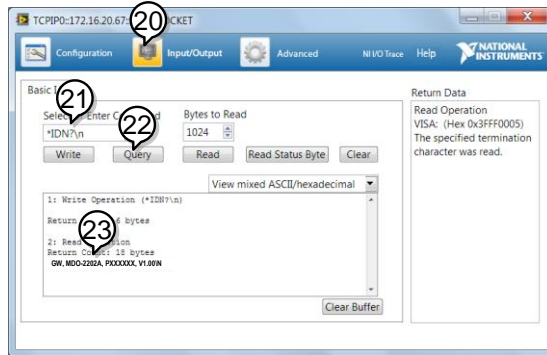 TCPIP0::172.16.20.67: 20 OCKET
Configuration Input/Output Advanced NI I/O Trace Help NATIONAL INSTRUMENTS
Basic I
21
Select Enter C d Bytes to Read
*IDN?\n 22 1024
Write Query Read Read Status Byte Clear
View mixed ASCII/hexadecimal
1: Write Operation (*IDN?\n)
Return 6 bytes
23
2: Read ion
Return Count: 18 bytes
GW, MDO-2202A, PXXXXXX, V1.00\N
Clear Buffer
Return Data
Read Operation
VISA: (Hex 0x3FFF0005)
The specified termination
character was read.